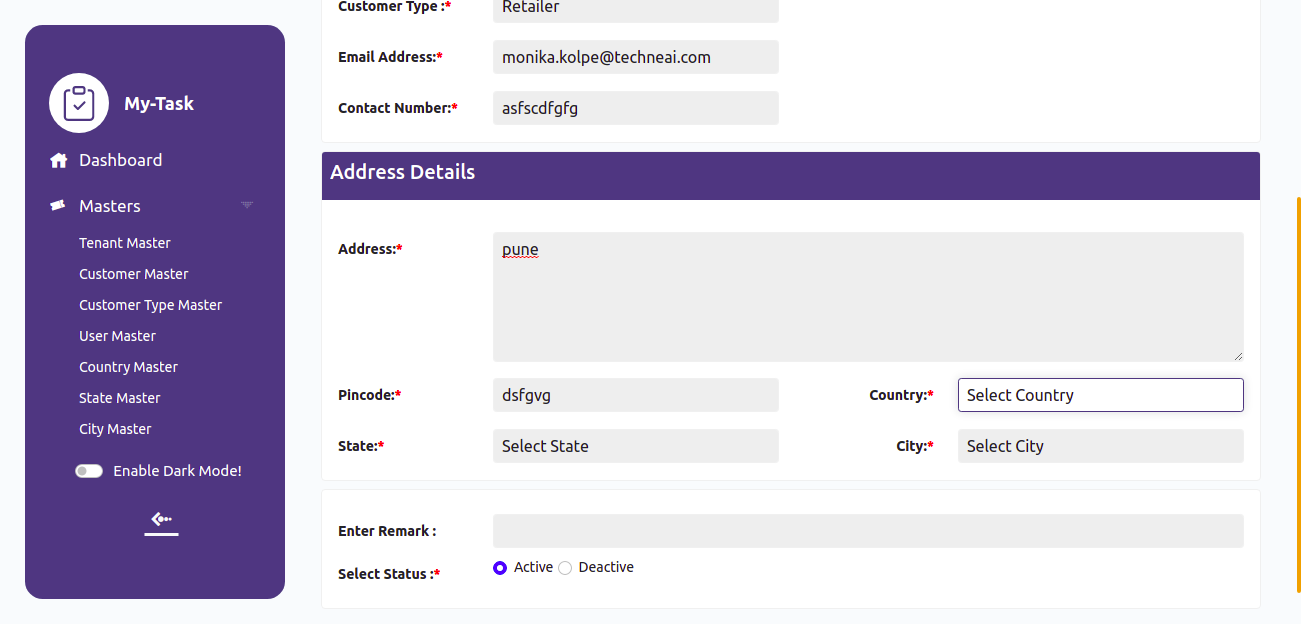 My-Task
Dashboard
Masters
Tenant Master
Customer Master
Customer Type Master
User Master
Country Master
State Master
City Master
Enable Dark Mode!
Customer Type :* Retailer
Email Address:* monika.kolpe@techneai.com
Contact Number:* asfscdfgfg
Address Details
Address:* pune
Pincode:* dsfgvg Country:* Select Country
State:* Select State City:* Select City
Enter Remark :
Select Status :* Active Deactive